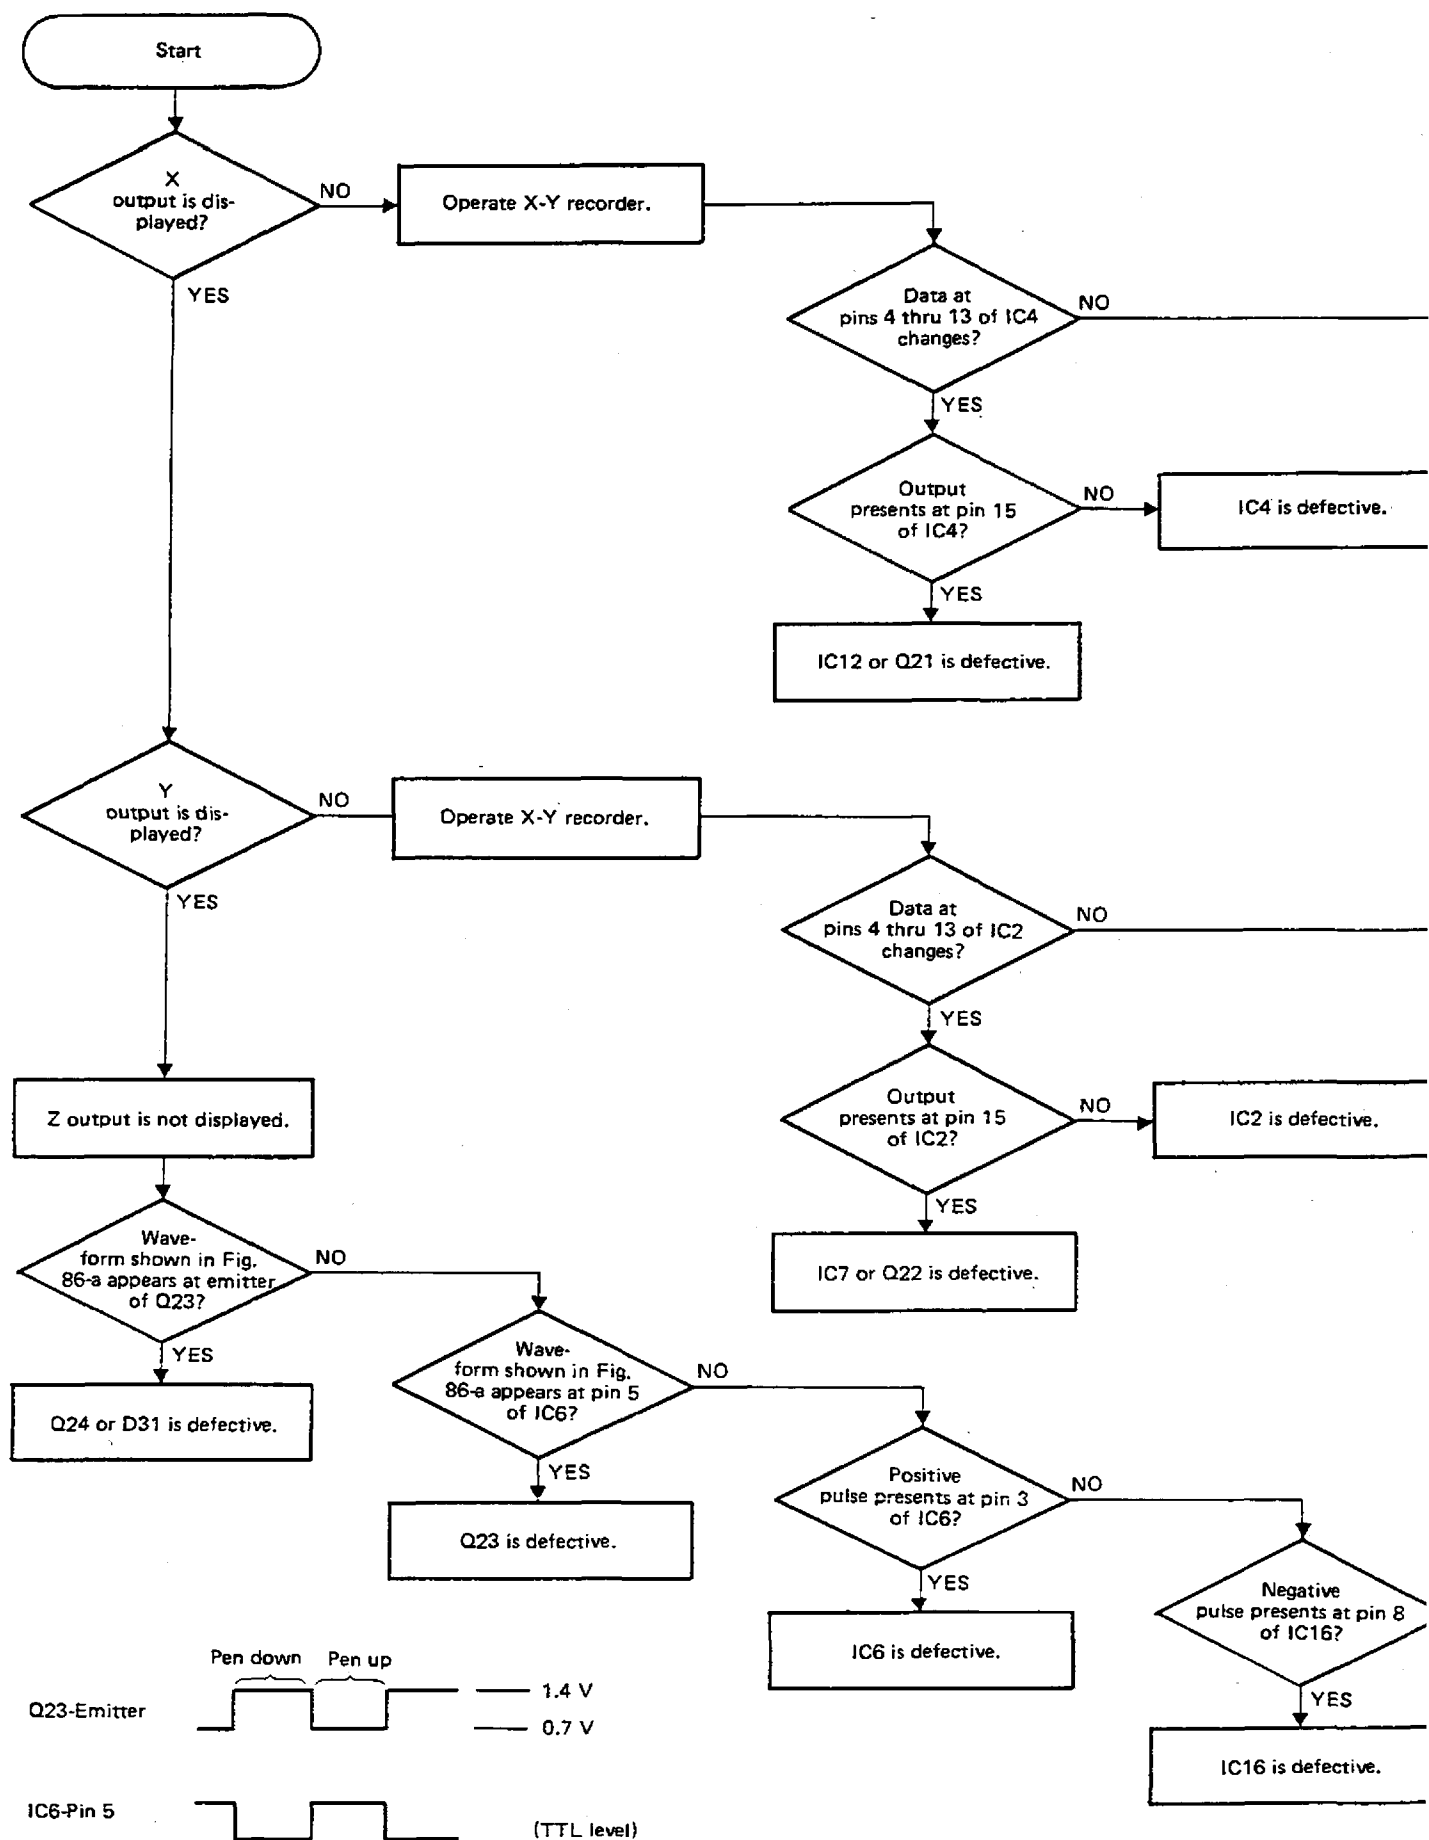 Start
X
output is dis-
played?
NO
YES
Operate X-Y recorder.
Data at
pins 4 thru 13 of IC4
changes?
NO
YES
Output
presents at pin 15
of IC4?
NO
IC4 is defective.
YES
IC12 or Q21 is defective.
Y
output is dis-
played?
NO
YES
Operate X-Y recorder.
Data at
pins 4 thru 13 of IC2
changes?
NO
YES
Output
presents at pin 15
of IC2?
NO
IC2 is defective.
YES
IC7 or Q22 is defective.
Z output is not displayed.
Wave-
form shown in Fig.
86-a appears at emitter
of Q23?
NO
YES
Q24 or D31 is defective.
Wave-
form shown in Fig.
86-a appears at pin 5
of IC6?
NO
YES
Q23 is defective.
Positive
pulse presents at pin 3
of IC6?
NO
YES
IC6 is defective.
Negative
pulse presents at pin 8
of IC16?
YES
IC16 is defective.
Pen down Pen up
Q23-Emitter
1.4 V
0.7 V
IC6-Pin 5
(TTL level)